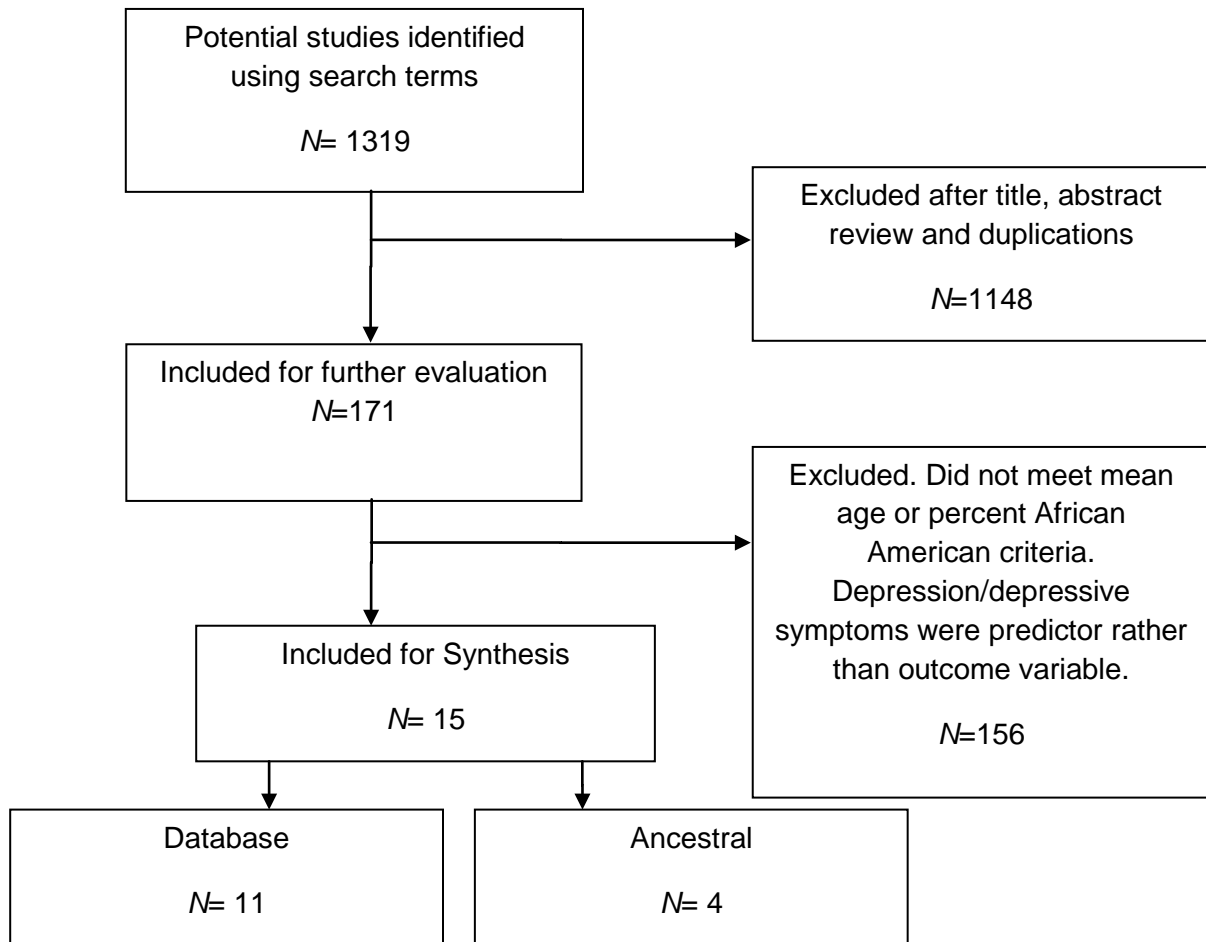 Potential studies identified
using search terms
N= 1319
Excluded after title, abstract
review and duplications
N=1148
Included for further evaluation
N=171
Excluded. Did not meet mean
age or percent African
American criteria.
Depression/depressive
symptoms were predictor rather
than outcome variable.
N=156
Included for Synthesis
N= 15
Database
N= 11
Ancestral
N= 4